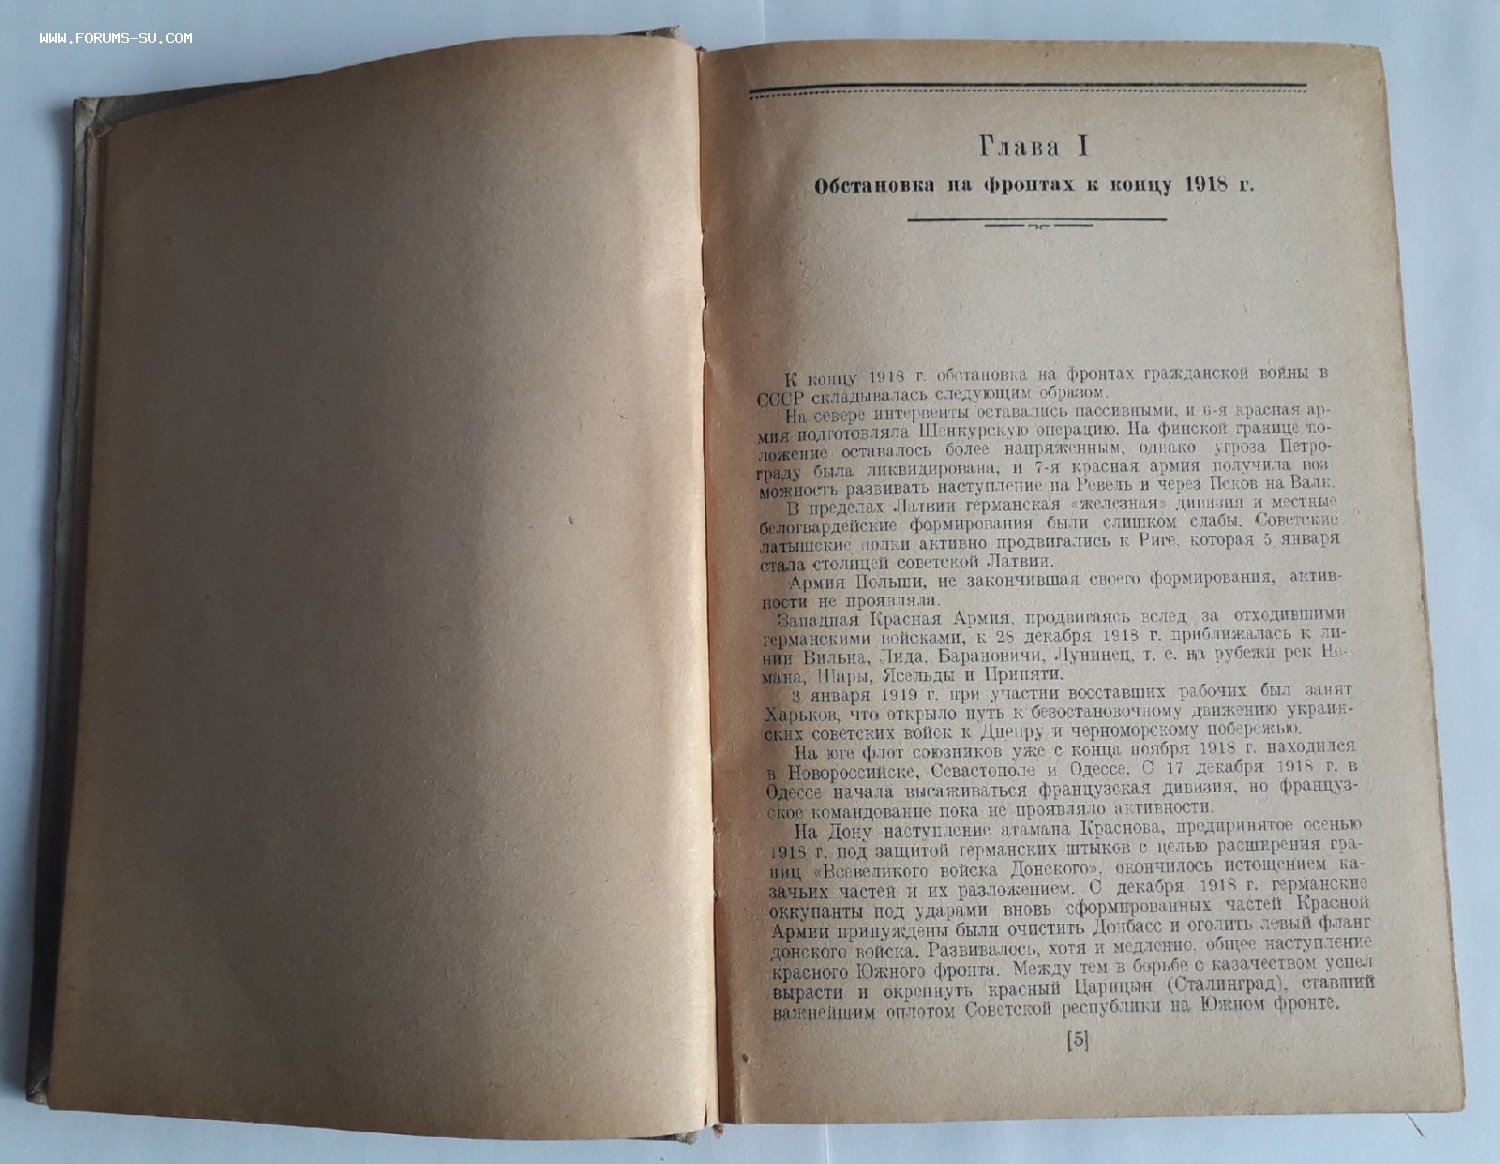 WWW.FORUMS-SU.COM
Глава I
Обстановка на фронтах к концу 1918 г.
К концу 1918 г. обстановка на фронтах гражданской войны в
СССР складывалась следующим образом.
На севере интервенты оставались пассивными, и 6-я красная ар-
мия подготовляла Шенкурскую операцию. На финской границе по-
ложение оставалось более напряженным, однако угроза Петро-
граду была ликвидирована, и 7-я красная армия получила воз-
можность развивать наступление на Ревель и через Псков на Валк.
В пределах Латвии германская «железная» дивизия и местные
белогвардейские формирования были слишком слабы. Советские
латышские полки активно продвигались к Риге, которая 5 января
стала столицей советской Латвии.
Армия Польши, не закончившая своего формирования, актив-
ности не проявляла.
Западная Красная Армия, продвигаясь вслед за отходившими
германскими войсками, к 28 декабря 1918 г. приближалась к ли-
нии Вильна, Лида, Барановичи, Лунинец, т. е. на рубежи рек Не-
мана, Шары, Ясельды и Припяти.
3 января 1919 г. при участии восставших рабочих был занят
Харьков, что открыло путь к безостановочному движению украин-
ских советских войск к Днепру и черноморскому побережью.
На юге флот союзников уже с конца ноября 1918 г. находился
в Новороссийске, Севастополе и Одессе. С 17 декабря 1918 г. в
Одессе начала высаживаться французская дивизия, но француз-
ское командование пока не проявляло активности.
На Дону наступление атамана Краснова, предпринятое осенью
1918 г. под защитой германских штыков с целью расширения гра-
ниц «Всевеликого войска Донского», окончилось истощением ка-
зачьих частей и их разложением. С декабря 1918 г. германские
оккупанты под ударами вновь сформированных частей Красной
Армии принуждены были очистить Донбасс и оголить левый фланг
донского войска. Развивалось, хотя и медленно, общее наступление
красного Южного фронта. Между тем в борьбе с казачеством успел
вырасти и окрепнуть красный Царицын (Сталинград), ставший
важнейшим оплотом Советской республики на Южном фронте.
[5]